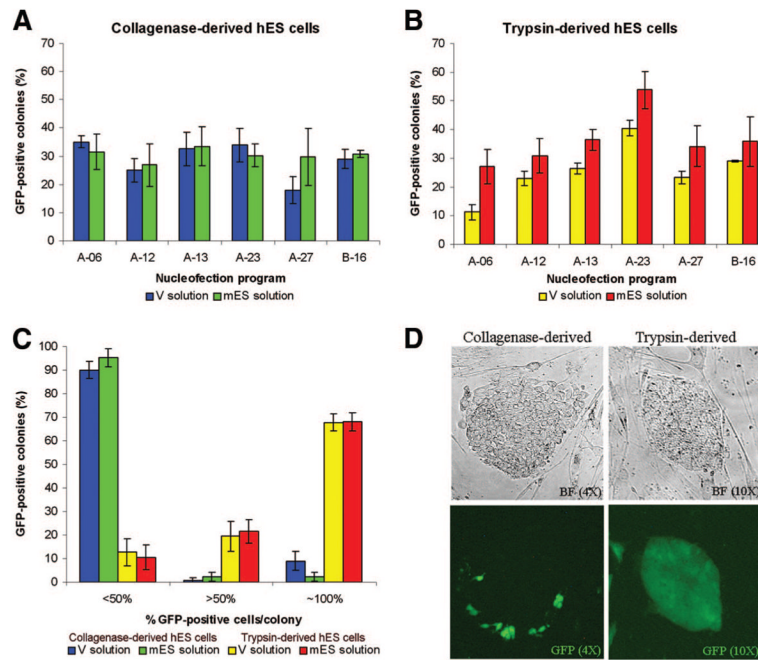 A
Collagenase-derived hES cells
GFP-positive colonies (%)
70
60
50
40
30
20
10
0
A-06 A-12 A-13 A-23 A-27 B-16
Nucleofection program
V solution mES solution
B
Trypsin-derived hES cells
GFP-positive colonies (%)
70
60
50
40
30
20
10
0
A-06 A-12 A-13 A-23 A-27 B-16
Nucleofection program
V solution mES solution
C
GFP-positive colonies (%)
100
90
80
70
60
50
40
30
20
10
0
<50% >50% ~100%
% GFP-positive cells/colony
Collagenase-derived hES cells Trypsin-derived hES cells
V solution mES solution V solution mES solution
D
Collagenase-derived Trypsin-derived
BF (4X) BF (10X)
GFP (4X) GFP (10X)